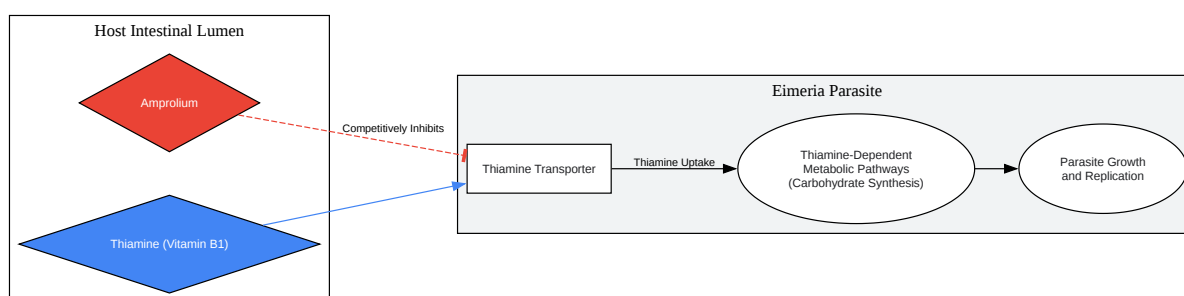 Host Intestinal Lumen
Amprolium
Competitively Inhibits
Thiamine (Vitamin B1)
Eimeria Parasite
Thiamine Transporter
Thiamine Uptake
Thiamine-Dependent
Metabolic Pathways
(Carbohydrate Synthesis)
Parasite Growth
and Replication